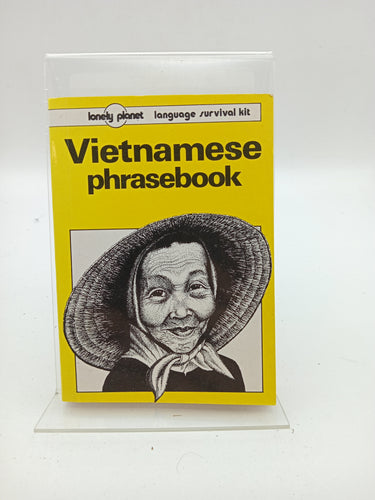 lonely planet language survival kit
Vietnamese
phrasebook